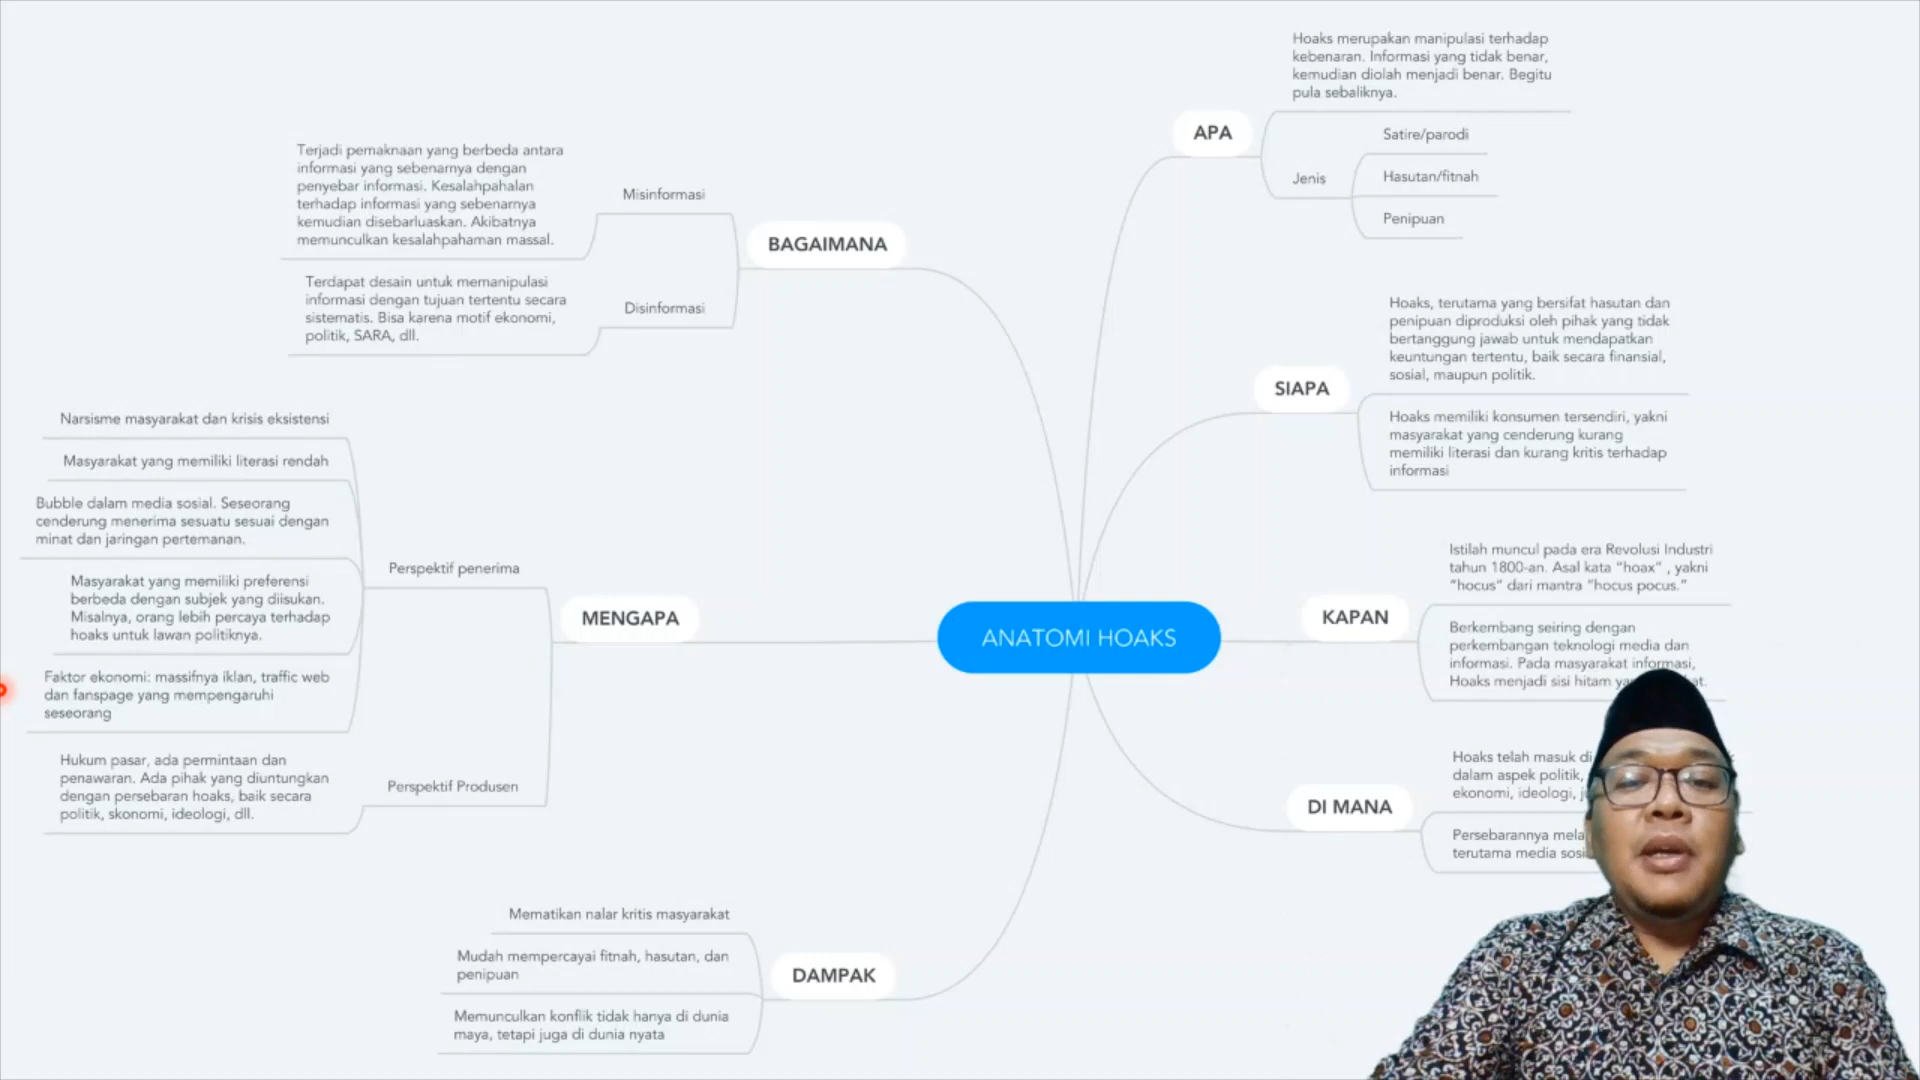 ANATOMI HOAKS
APA
Hoaks merupakan manipulasi terhadap
kebenaran. Informasi yang tidak benar,
kemudian diolah menjadi benar. Begitu
pula sebaliknya.
Jenis
Satire/parodi
Hasutan/fitnah
Penipuan
SIAPA
Hoaks, terutama yang bersifat hasutan dan
penipuan diproduksi oleh pihak yang tidak
bertanggung jawab untuk mendapatkan
keuntungan tertentu, baik secara finansial,
sosial, maupun politik.
Hoaks memiliki konsumen tersendiri, yakni
masyarakat yang cenderung kurang
memiliki literasi dan kurang kritis terhadap
informasi
KAPAN
Istilah muncul pada era Revolusi Industri
tahun 1800-an. Asal kata “hoax” , yakni
“hocus” dari mantra “hocus pocus.”
Berkembang seiring dengan
perkembangan teknologi media dan
informasi. Pada masyarakat informasi,
Hoaks menjadi sisi hitam
DI MANA
Hoaks telah masuk
dalam aspek politik,
ekonomi, ideologi,
Persebarannya
terutama media
BAGAIMANA
Misinformasi
Terjadi pemaknaan yang berbeda antara
informasi yang sebenarnya dengan
penyebar informasi. Kesalahpahalan
terhadap informasi yang sebenarnya
kemudian disebarluaskan. Akibatnya
memunculkan kesalahpahaman massal.
Disinformasi
Terdapat desain untuk memanipulasi
informasi dengan tujuan tertentu secara
sistematis. Bisa karena motif ekonomi,
politik, SARA, dll.
MENGAPA
Perspektif penerima
Narsisme masyarakat dan krisis eksistensi
Masyarakat yang memiliki literasi rendah
Bubble dalam media sosial. Seseorang
cenderung menerima sesuatu sesuai dengan
minat dan jaringan pertemanan.
Masyarakat yang memiliki preferensi
berbeda dengan subjek yang diisukan.
Misalnya, orang lebih percaya terhadap
hoaks untuk lawan politiknya.
Faktor ekonomi: massifnya iklan, traffic web
dan fanspage yang mempengaruhi
seseorang
Perspektif Produsen
Hukum pasar, ada permintaan dan
penawaran. Ada pihak yang diuntungkan
dengan persebaran hoaks, baik secara
politik, skonomi, ideologi, dll.
DAMPAK
Mematikan nalar kritis masyarakat
Mudah mempercayai fitnah, hasutan, dan
penipuan
Memunculkan konflik tidak hanya di dunia
maya, tetapi juga di dunia nyata